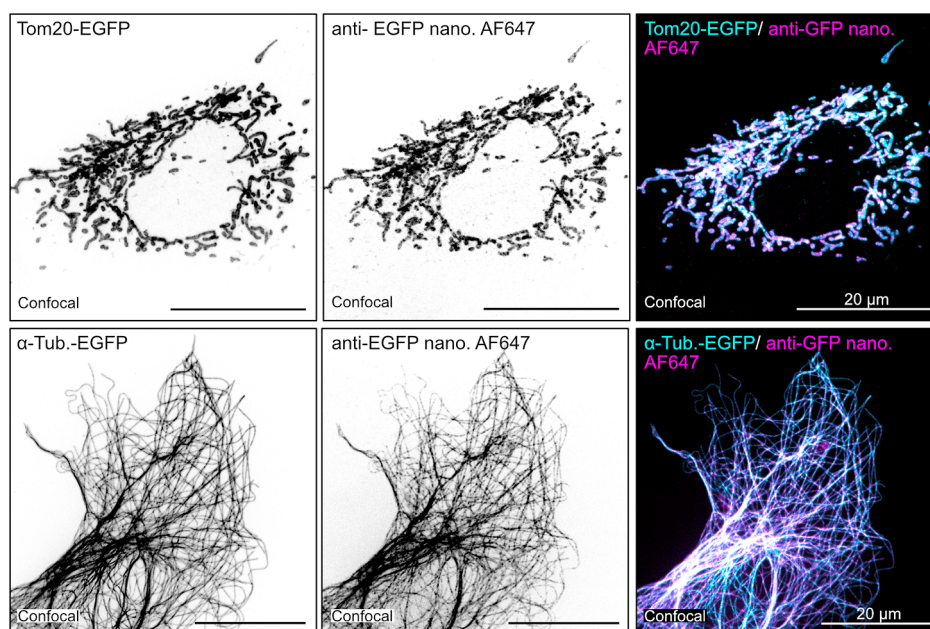 Tom20-EGFP
Confocal
anti- EGFP nano. AF647
Confocal
Tom20-EGFP/ anti-GFP nano.
AF647
Confocal
20 µm
α-Tub.-EGFP
Confocal
anti-EGFP nano. AF647
Confocal
α-Tub.-EGFP/ anti-GFP nano.
AF647
Confocal
20 µm